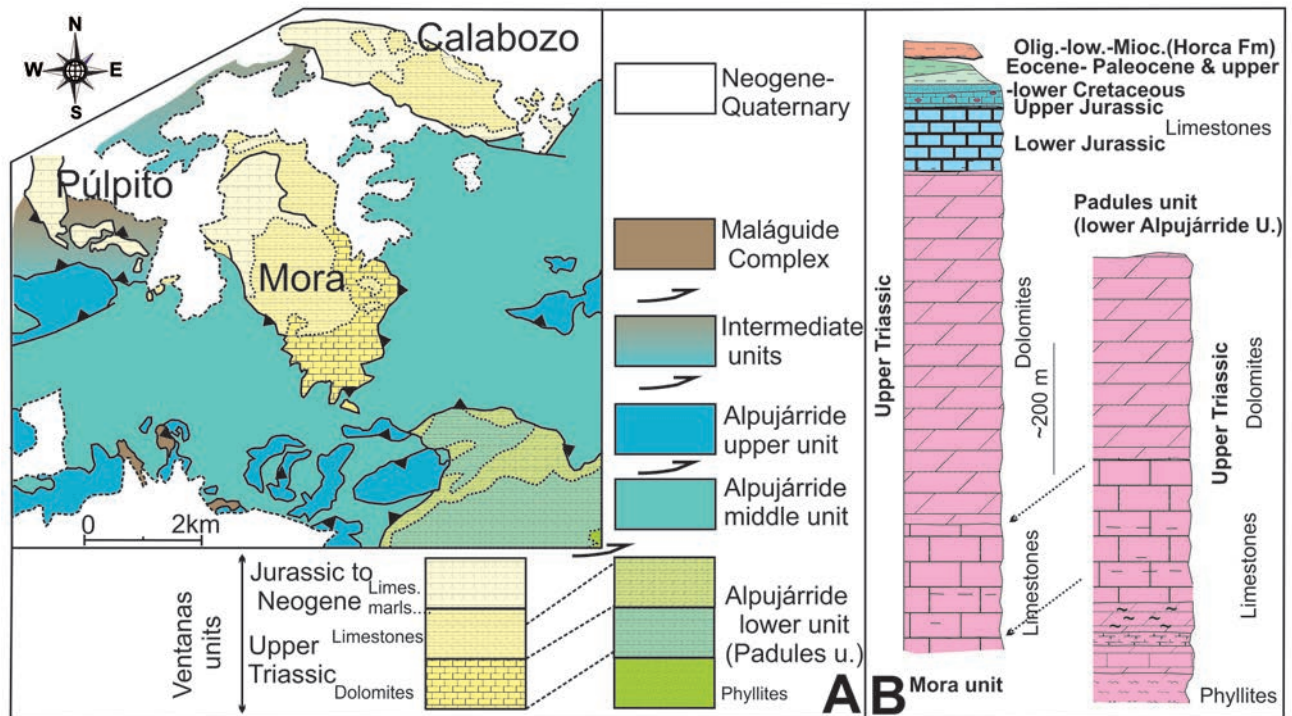 N
W E
S
Calabozo
Púlpito
Mora
0 2km
Neogene-
Quaternary
Maláguide
Complex
Intermediate
units
Alpujárride
upper unit
Alpujárride
middle unit
Ventanas
units
Jurassic to
Neogene
Limes.
marls....
Upper
Triassic
Limestones
Dolomites
Alpujárride
lower unit
(Padules u.)
Phyllites
A
Olig.-low.-Mioc.(Horca Fm)
Eocene- Paleocene & upper
-lower Cretaceous
Upper Jurassic
Limestones
Lower Jurassic
Upper Triassic
Dolomites
Limestones
~200 m
Padules unit
(lower Alpujárride U.)
Upper Triassic
Dolomites
Limestones
Phyllites
B
Mora unit